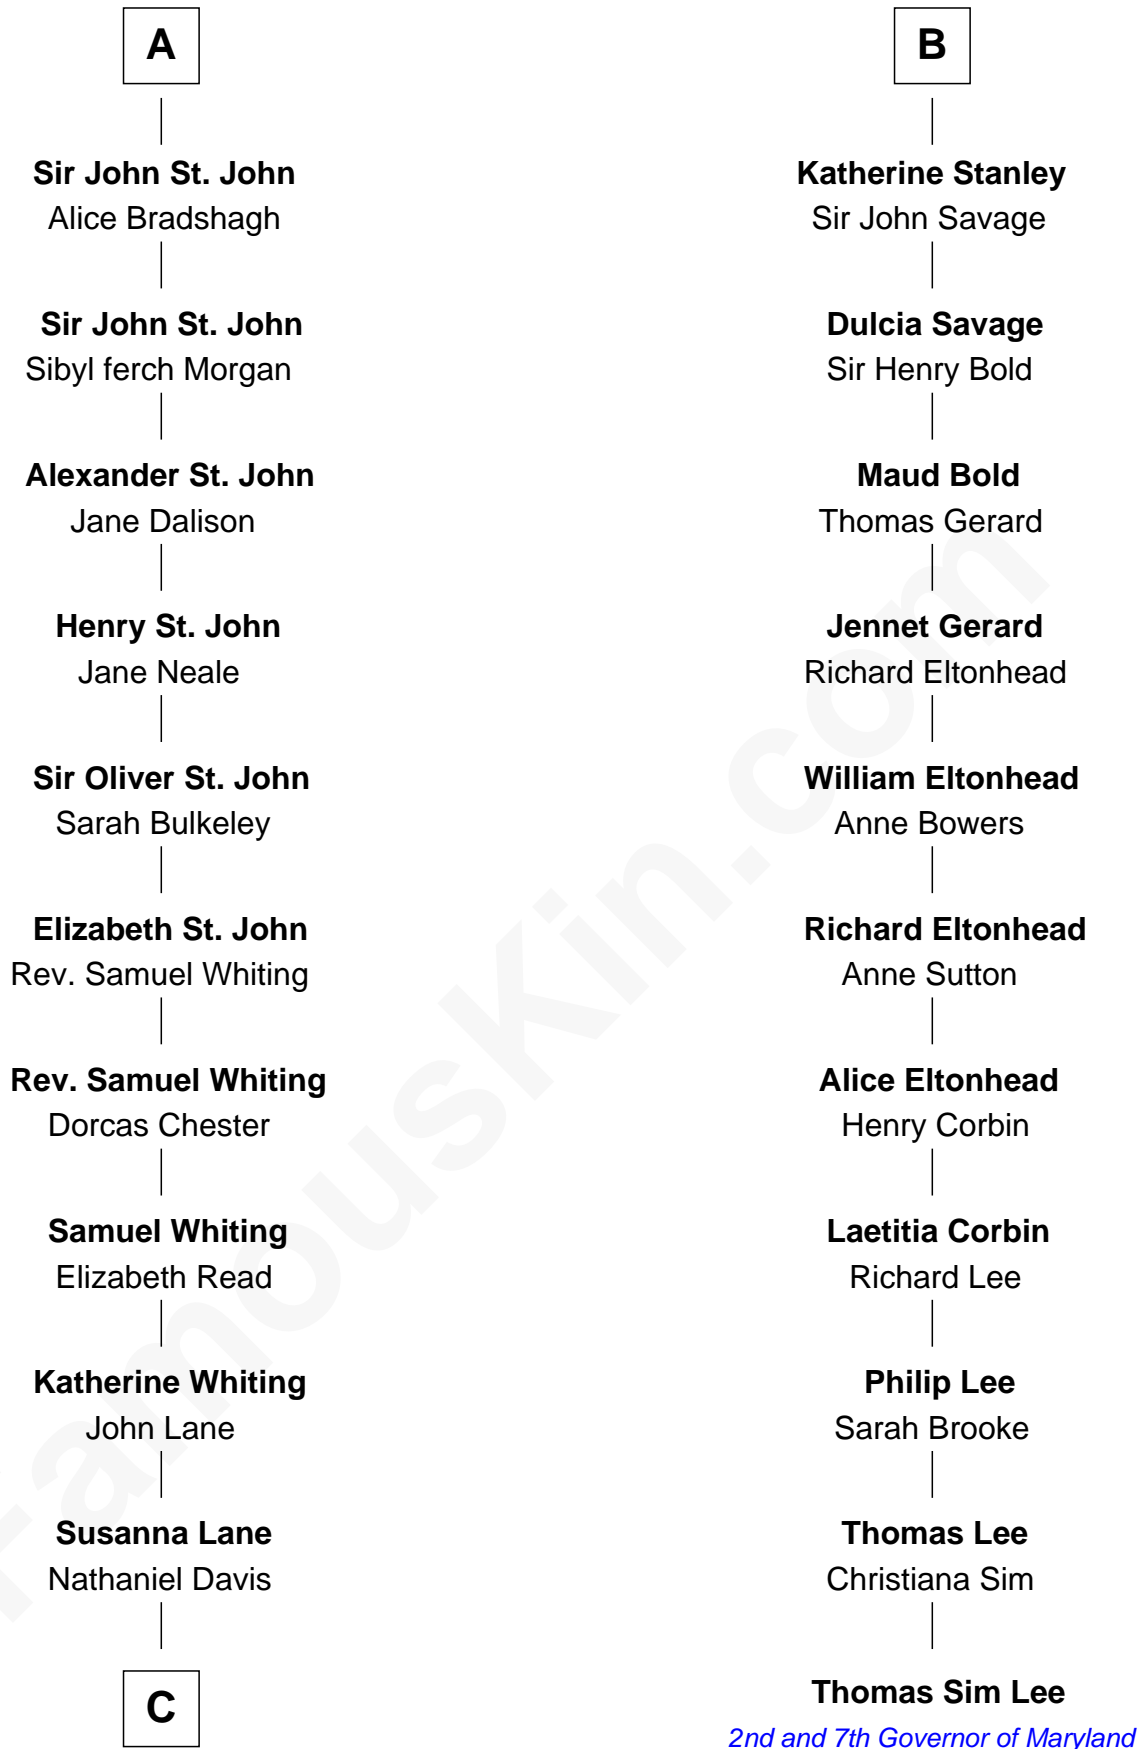 A
Sir John St. John
Alice Bradshagh
Sir John St. John
Sibyl ferch Morgan
Alexander St. John
Jane Dalison
Henry St. John
Jane Neale
Sir Oliver St. John
Sarah Bulkeley
Elizabeth St. John
Rev. Samuel Whiting
Rev. Samuel Whiting
Dorcas Chester
Samuel Whiting
Elizabeth Read
Katherine Whiting
John Lane
Susanna Lane
Nathaniel Davis
C
B
Katherine Stanley
Sir John Savage
Dulcia Savage
Sir Henry Bold
Maud Bold
Thomas Gerard
Jennet Gerard
Richard Eltonhead
William Eltonhead
Anne Bowers
Richard Eltonhead
Anne Sutton
Alice Eltonhead
Henry Corbin
Laetitia Corbin
Richard Lee
Philip Lee
Sarah Brooke
Thomas Lee
Christiana Sim
Thomas Sim Lee
2nd and 7th Governor of Maryland
FamousKin.com